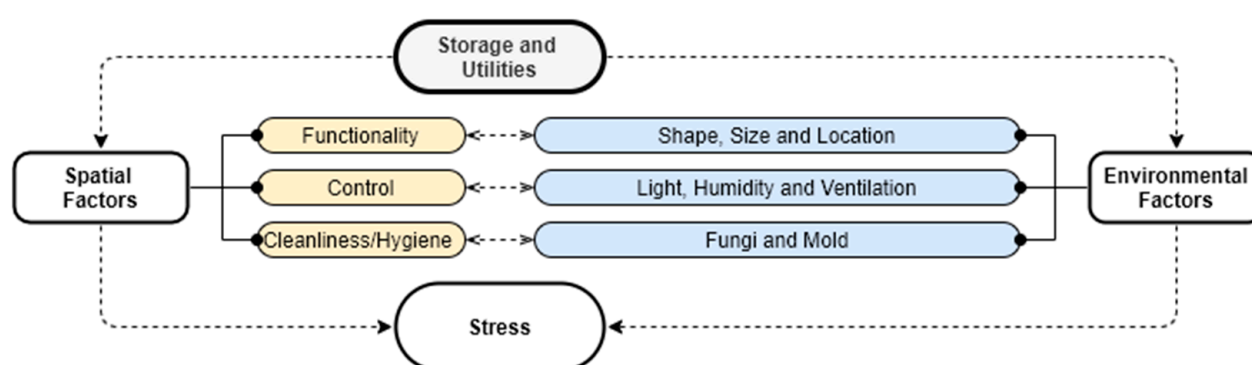 Storage and
Utilities
Functionality
Shape, Size and Location
Spatial
Factors
Control
Light, Humidity and Ventilation
Environmental
Factors
Cleanliness/Hygiene
Fungi and Mold
Stress